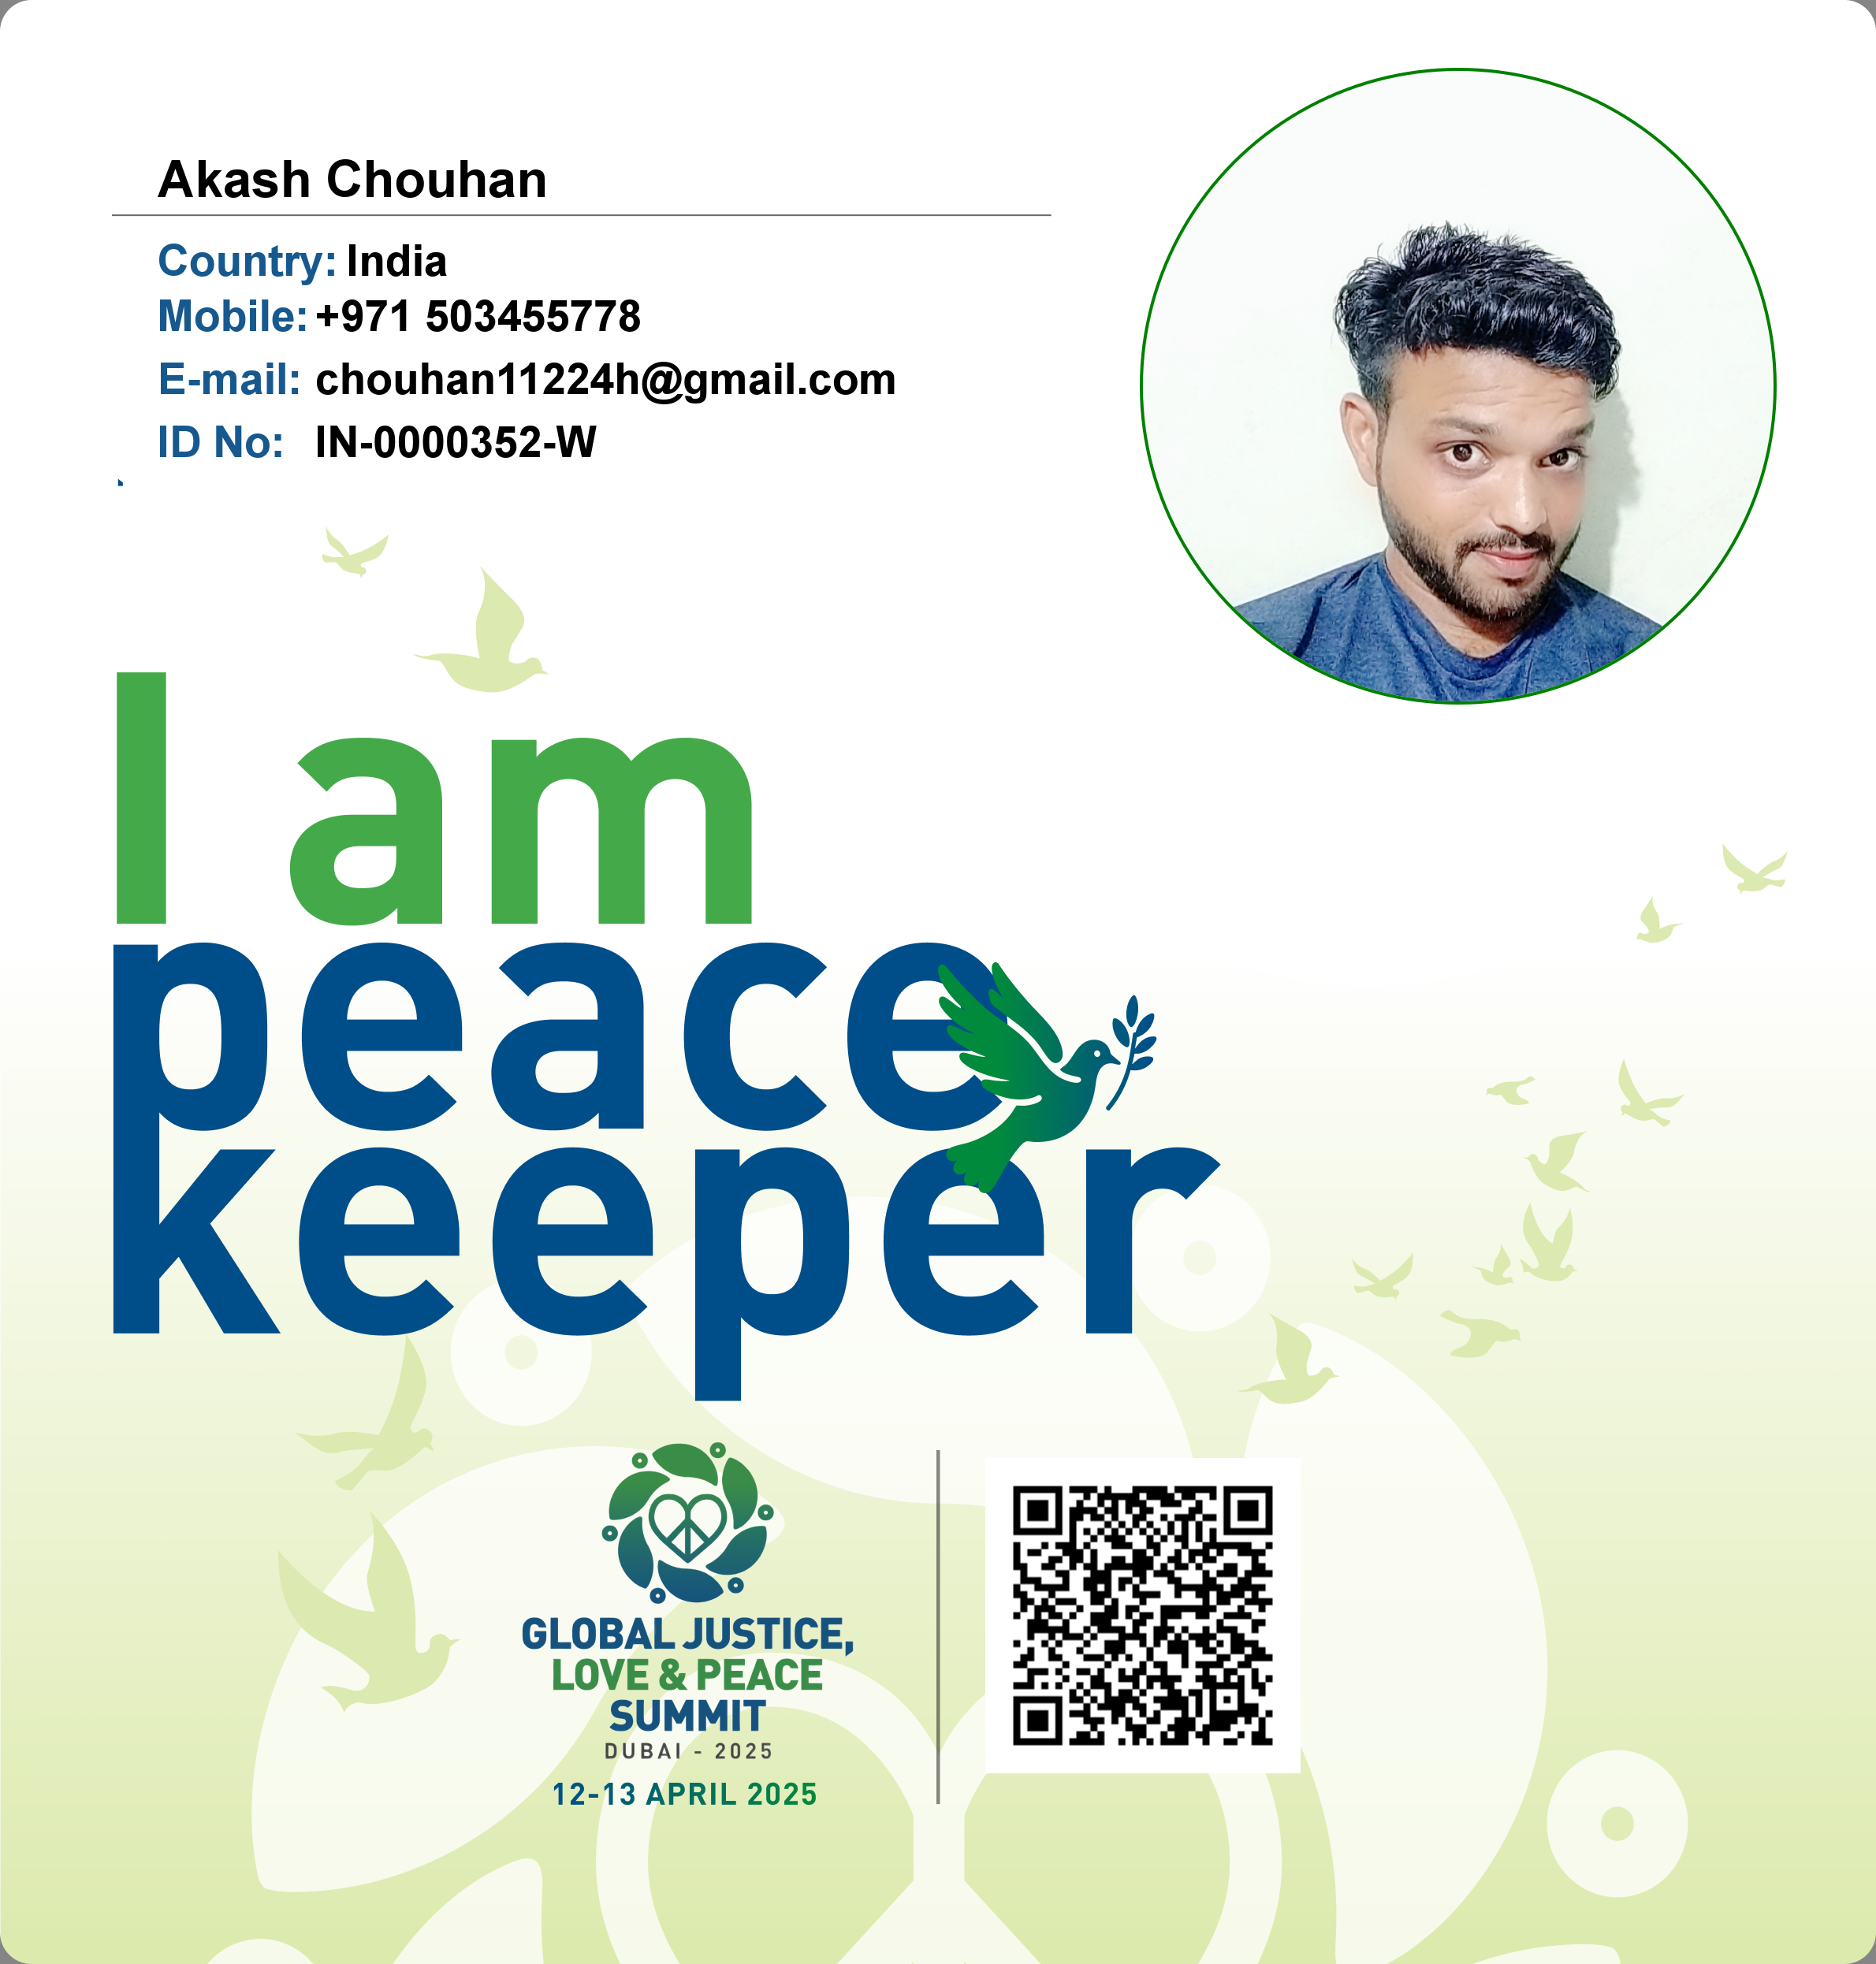 Akash Chouhan
Country: India
Mobile: +971 503455778
E-mail: chouhan11224h@gmail.com
ID No: IN-0000352-W
I am
peace
keeper
GLOBAL JUSTICE,
LOVE & PEACE
SUMMIT
DUBAI - 2025
12-13 APRIL 2025